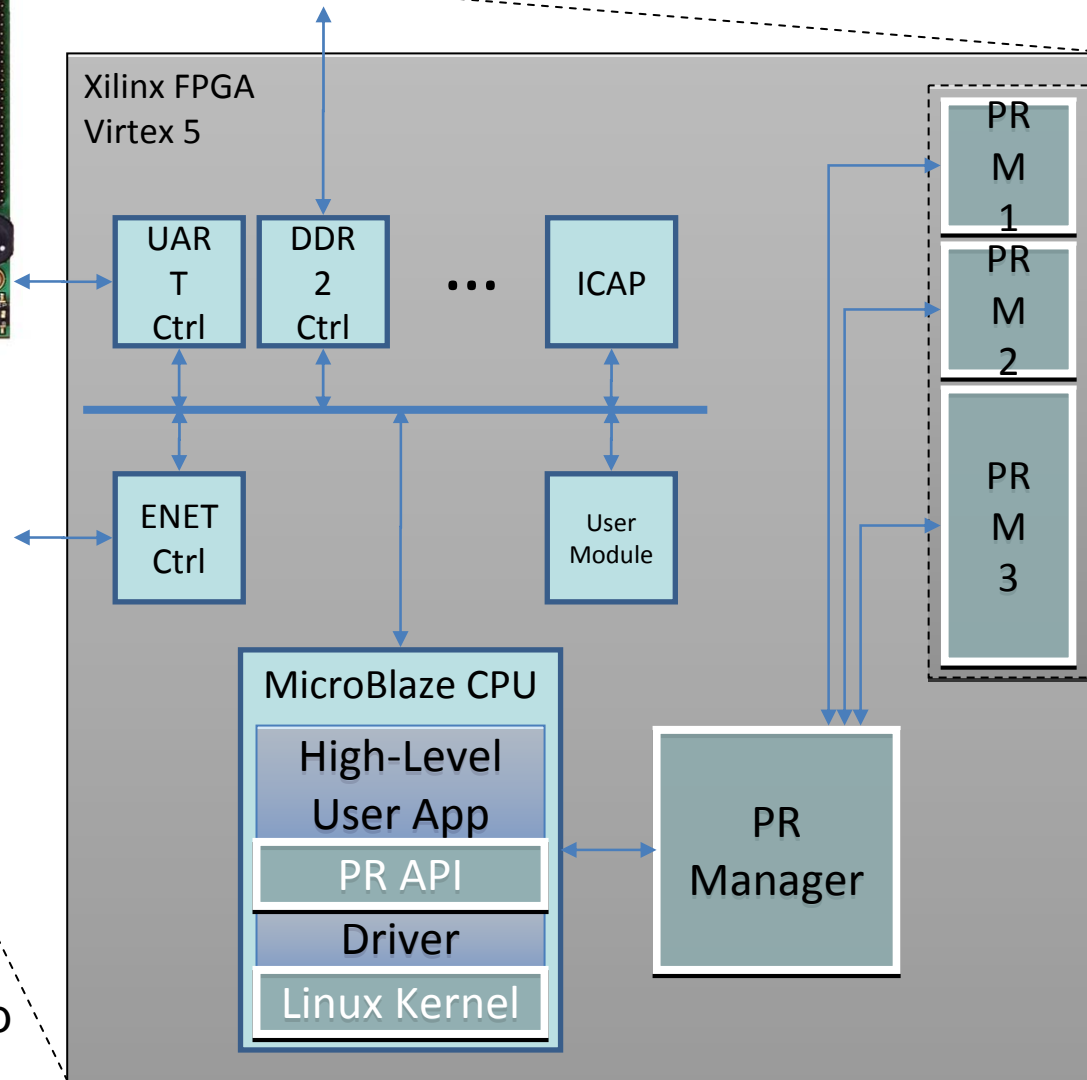 Xilinx FPGA
Virtex 5
UAR
T
Ctrl
DDR
2
Ctrl
...
ICAP
PR
M
1
PR
M
2
PR
M
3
ENET
Ctrl
User
Module
MicroBlaze CPU
High-Level
User App
PR API
Driver
Linux Kernel
PR
Manager